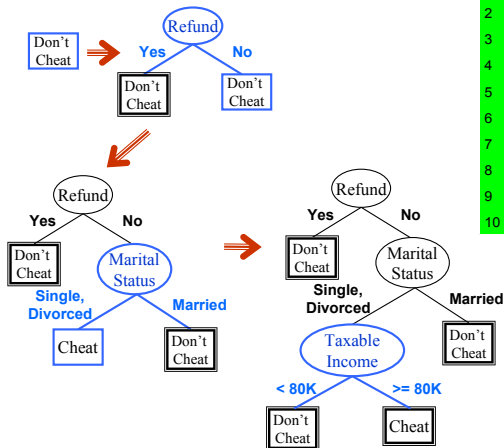 Don't
Cheat
Refund
Yes
No
Don't
Cheat
Don't
Cheat
Refund
Yes
No
Don't
Cheat
Marital
Status
Single,
Divorced
Married
Cheat
Don't
Cheat
Refund
Yes
No
Don't
Cheat
Marital
Status
Single,
Divorced
Married
Taxable
Income
Don't
Cheat
< 80K
>= 80K
Don't
Cheat
Cheat
2
3
4
5
6
7
8
9
10